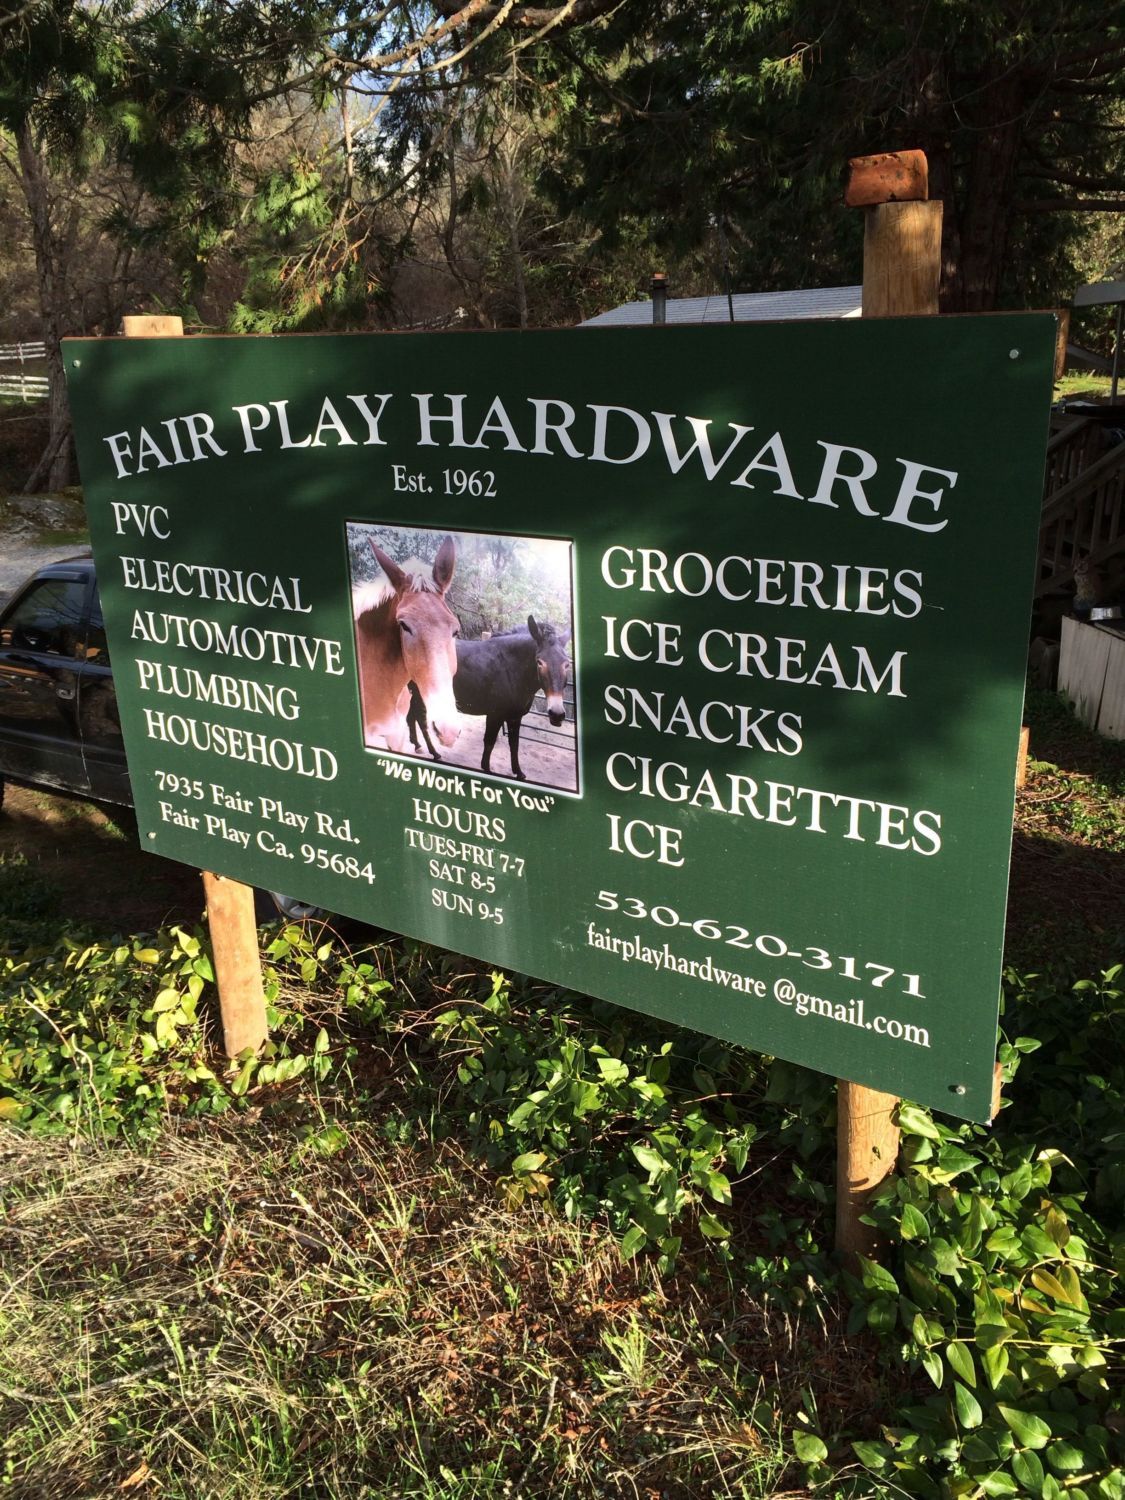 FAIR PLAY HARDWARE
Est. 1962
PVC
ELECTRICAL
AUTOMOTIVE
PLUMBING
HOUSEHOLD
7935 Fair Play Rd.
Fair Play Ca. 95684
"We Work For You"
HOURS
TUES-FRI 7-7
SAT 8-5
SUN 9-5
GROCERIES
ICE CREAM
SNACKS
CIGARETTES
ICE
530-620-3171
fairplayhardware @gmail.com